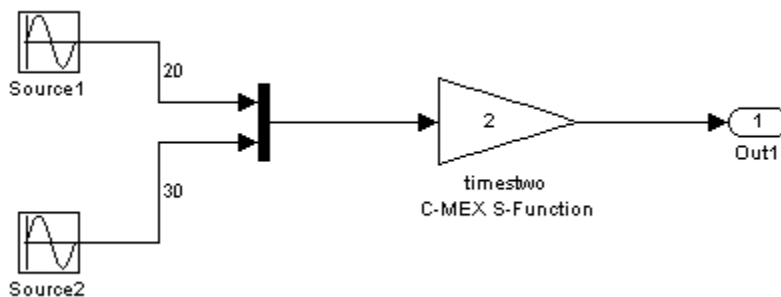 Source1
20
30
Source2
2
timestwo
C-MEX S-Function
1
Out1